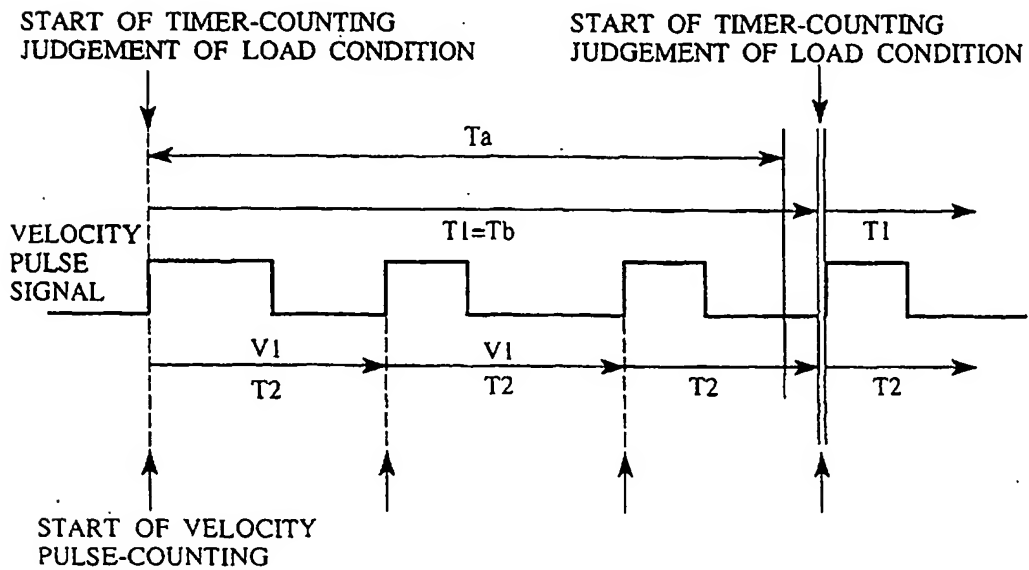 START OF TIMER-COUNTING
JUDGEMENT OF LOAD CONDITION
START OF TIMER-COUNTING
JUDGEMENT OF LOAD CONDITION
Ta
T1=Tb
T1
VELOCITY
PULSE
SIGNAL
V1
T2
V1
T2
T2
T2
START OF VELOCITY
PULSE-COUNTING